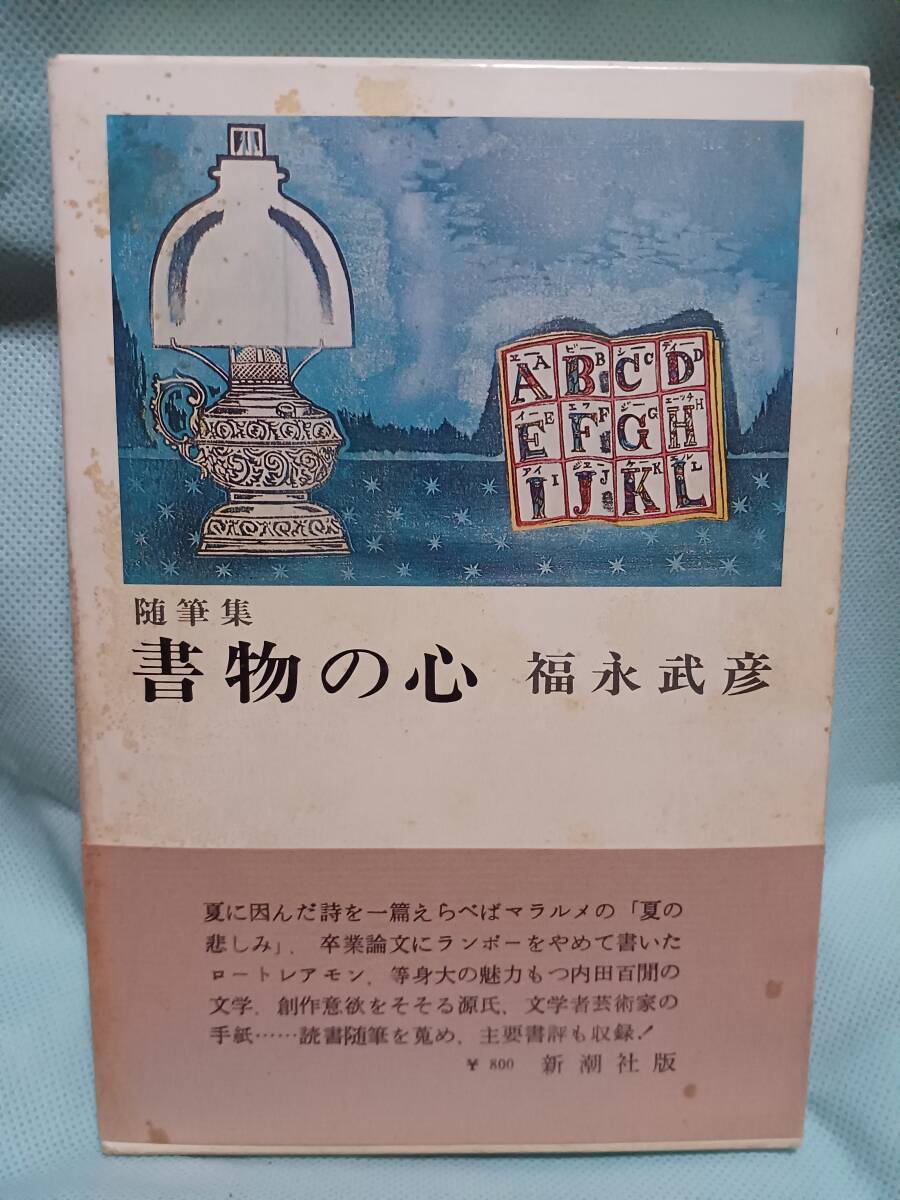 エー A ビー B シー C ディー D
A B C D
イー E エフ F ジー G エーッチ H
E F G H
アイ I ジェー J ケー K エル L
I J K L
随筆集
書物の心 福永武彦
夏に因んだ詩を一篇えらべばマラルメの「夏の
悲しみ」、卒業論文にランボーをやめて書いた
ロートレアモン、等身大の魅力もつ内田百閒の
文学、創作意欲をそそる源氏、文学者芸術家の
手紙……読書随筆を蒐め、主要書評も収録!
¥800 新潮社版